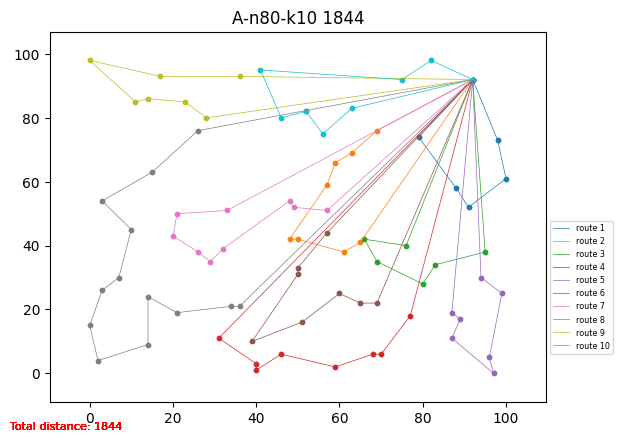 A-n80-k10 1844
100
80
60
40
20
0
0 20 40 60 80 100
route 1
route 2
route 3
route 4
route 5
route 6
route 7
route 8
route 9
route 10
Total distance: 1844